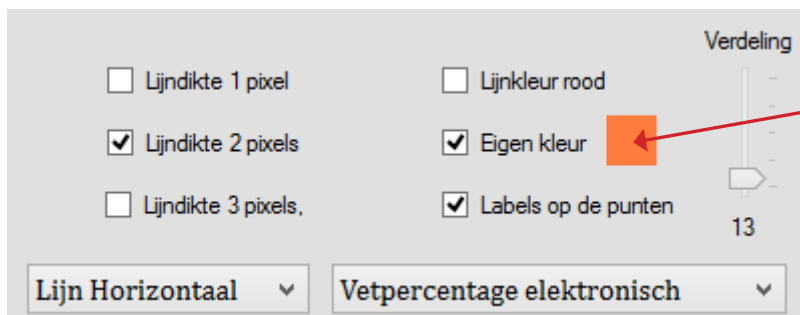 Verdeling
Lijndikte 1 pixel
Lijnkleur rood
Lijndikte 2 pixels
Eigen kleur
Lijndikte 3 pixels,
Labels op de punten
13
Lijn Horizontaal
Vetpercentage elektronisch